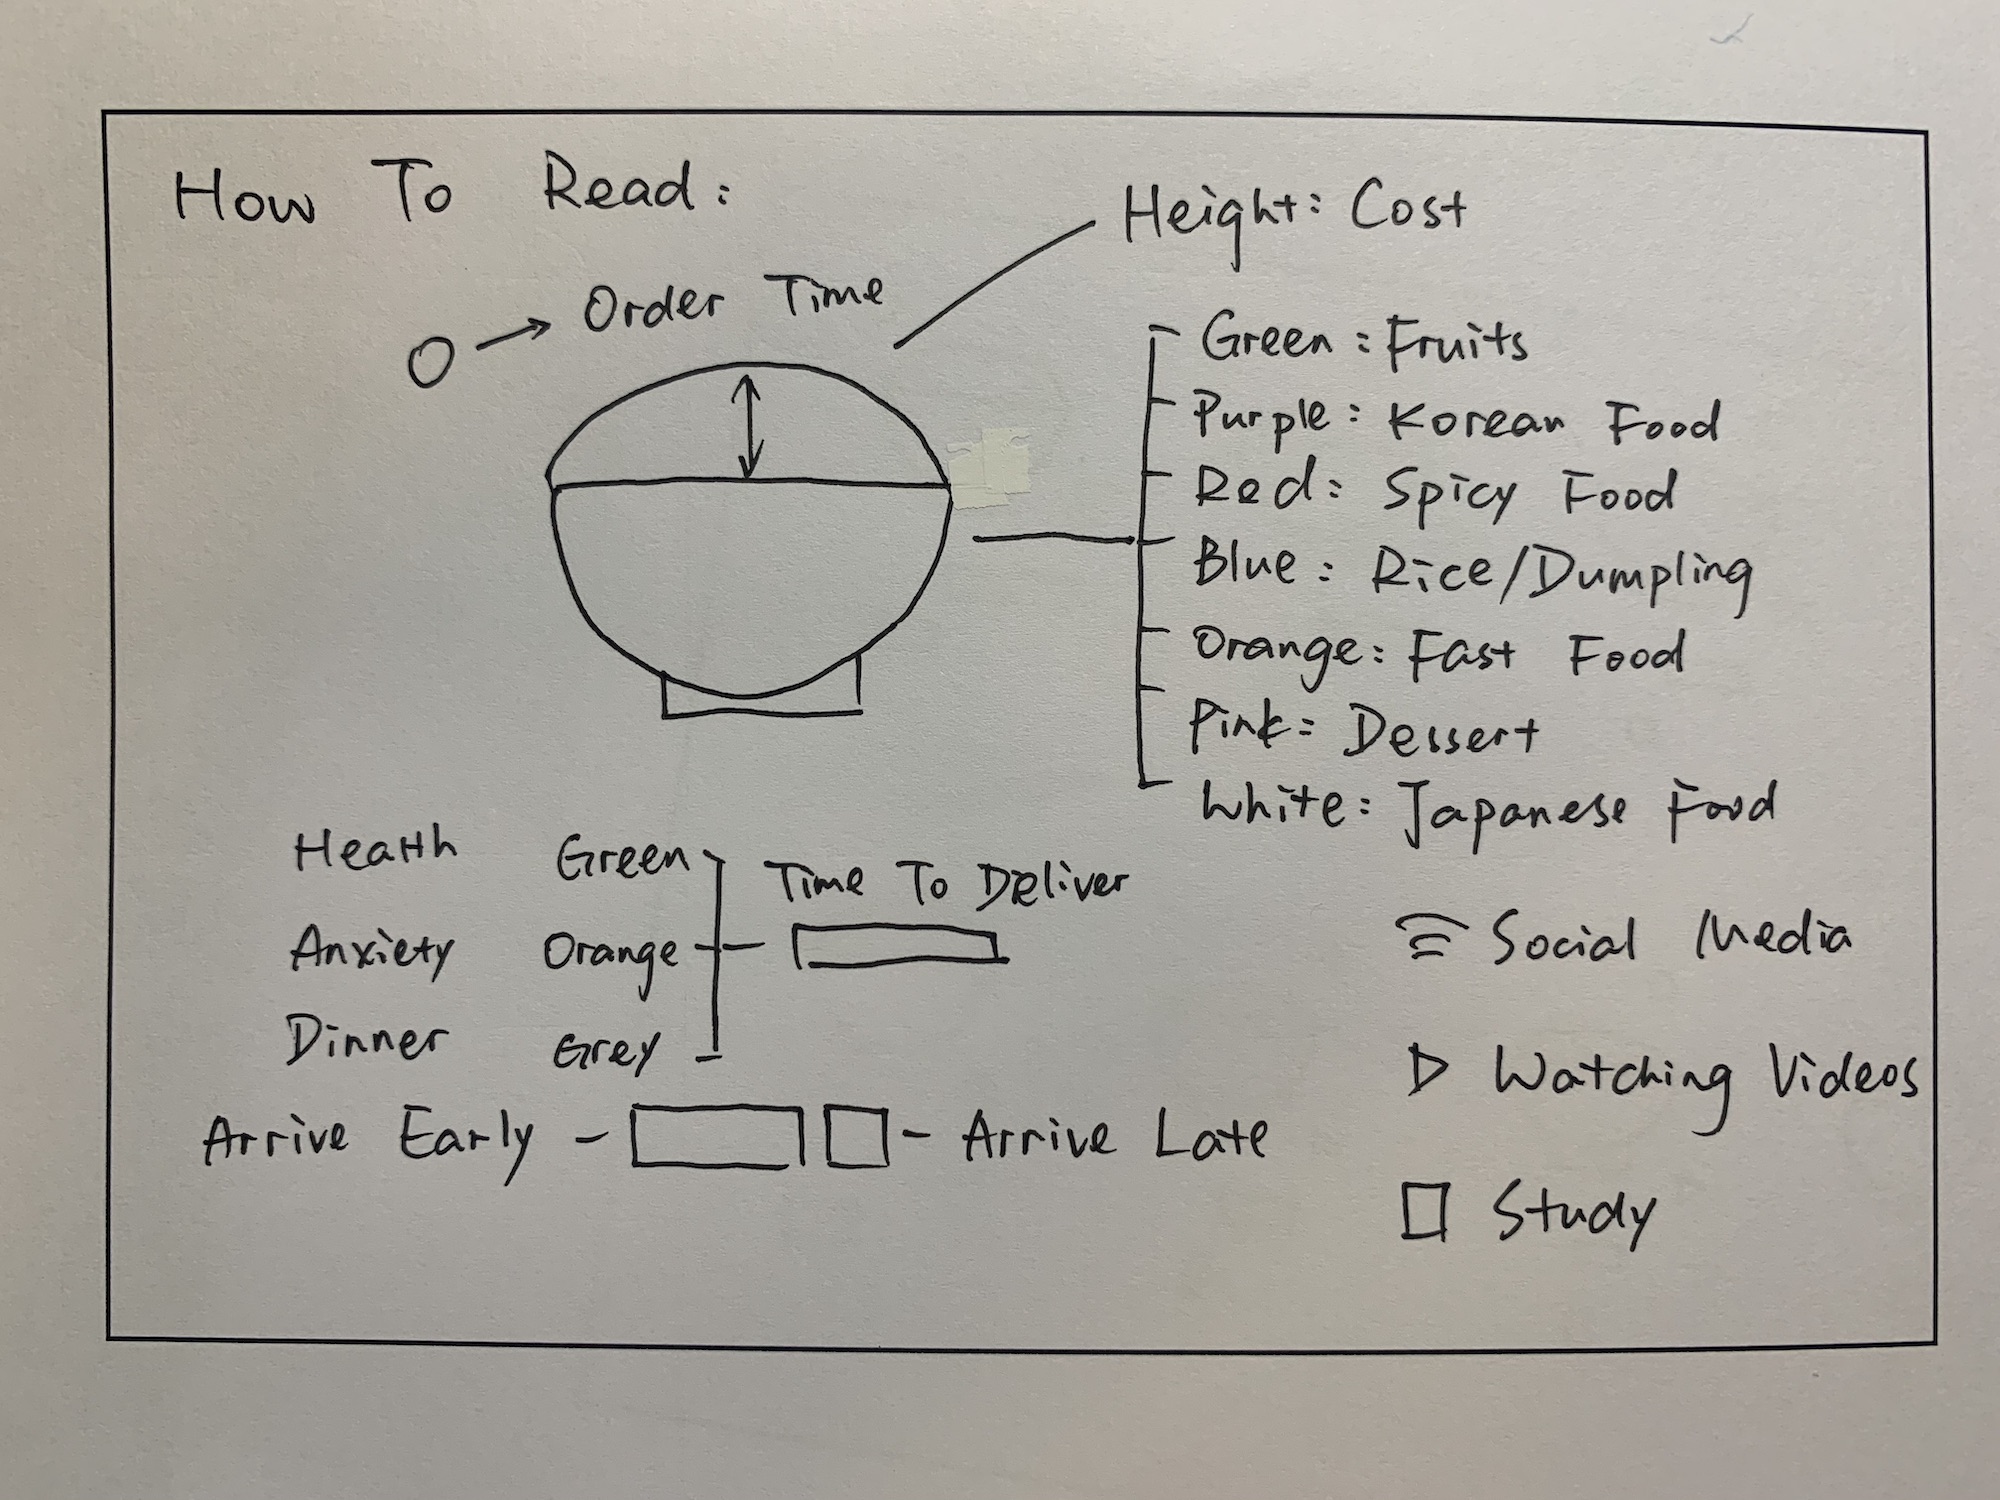 How To Read:
Height: Cost
Order Time
Green: Fruits
Purple: Korean Food
Red: Spicy Food
Blue: Rice/Dumpling
Orange: Fast Food
Pink: Dessert
White: Japanese Food
Health Green
Time To Deliver
Anxiety Orange
Dinner Grey
Arrive Early - - Arrive Late
Social Media
Watching Videos
Study